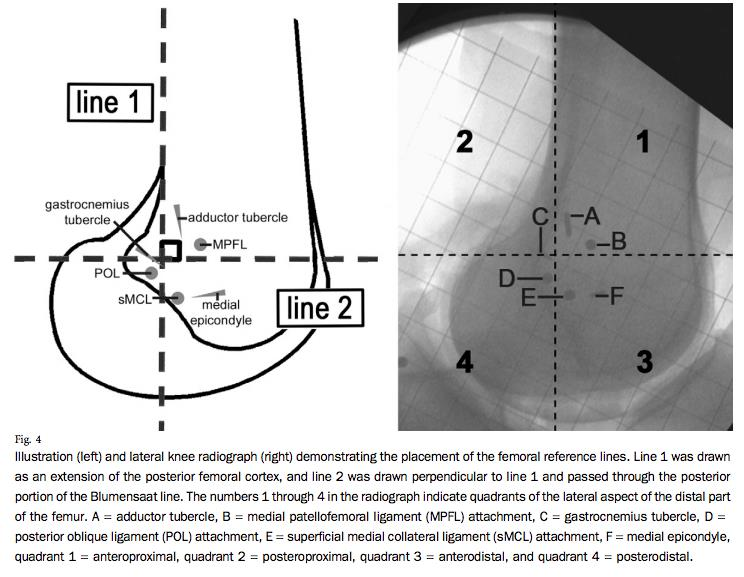 line 1
gastrocnemius
tubercle
adductor tubercle
MPFL
POL
sMCL
medial
epicondyle
line 2
2
1
C
A
B
D
E
F
4
3
Fig. 4
Illustration (left) and lateral knee radiograph (right) demonstrating the placement of the femoral reference lines. Line 1 was drawn
as an extension of the posterior femoral cortex, and line 2 was drawn perpendicular to line 1 and passed through the posterior
portion of the Blumensaat line. The numbers 1 through 4 in the radiograph indicate quadrants of the lateral aspect of the distal part
of the femur. A = adductor tubercle, B = medial patellofemoral ligament (MPFL) attachment, C = gastrocnemius tubercle, D =
posterior oblique ligament (POL) attachment, E = superficial medial collateral ligament (sMCL) attachment, F = medial epicondyle,
quadrant 1 = anteroproximal, quadrant 2 = posteroproximal, quadrant 3 = anterodistal, and quadrant 4 = posterodistal.